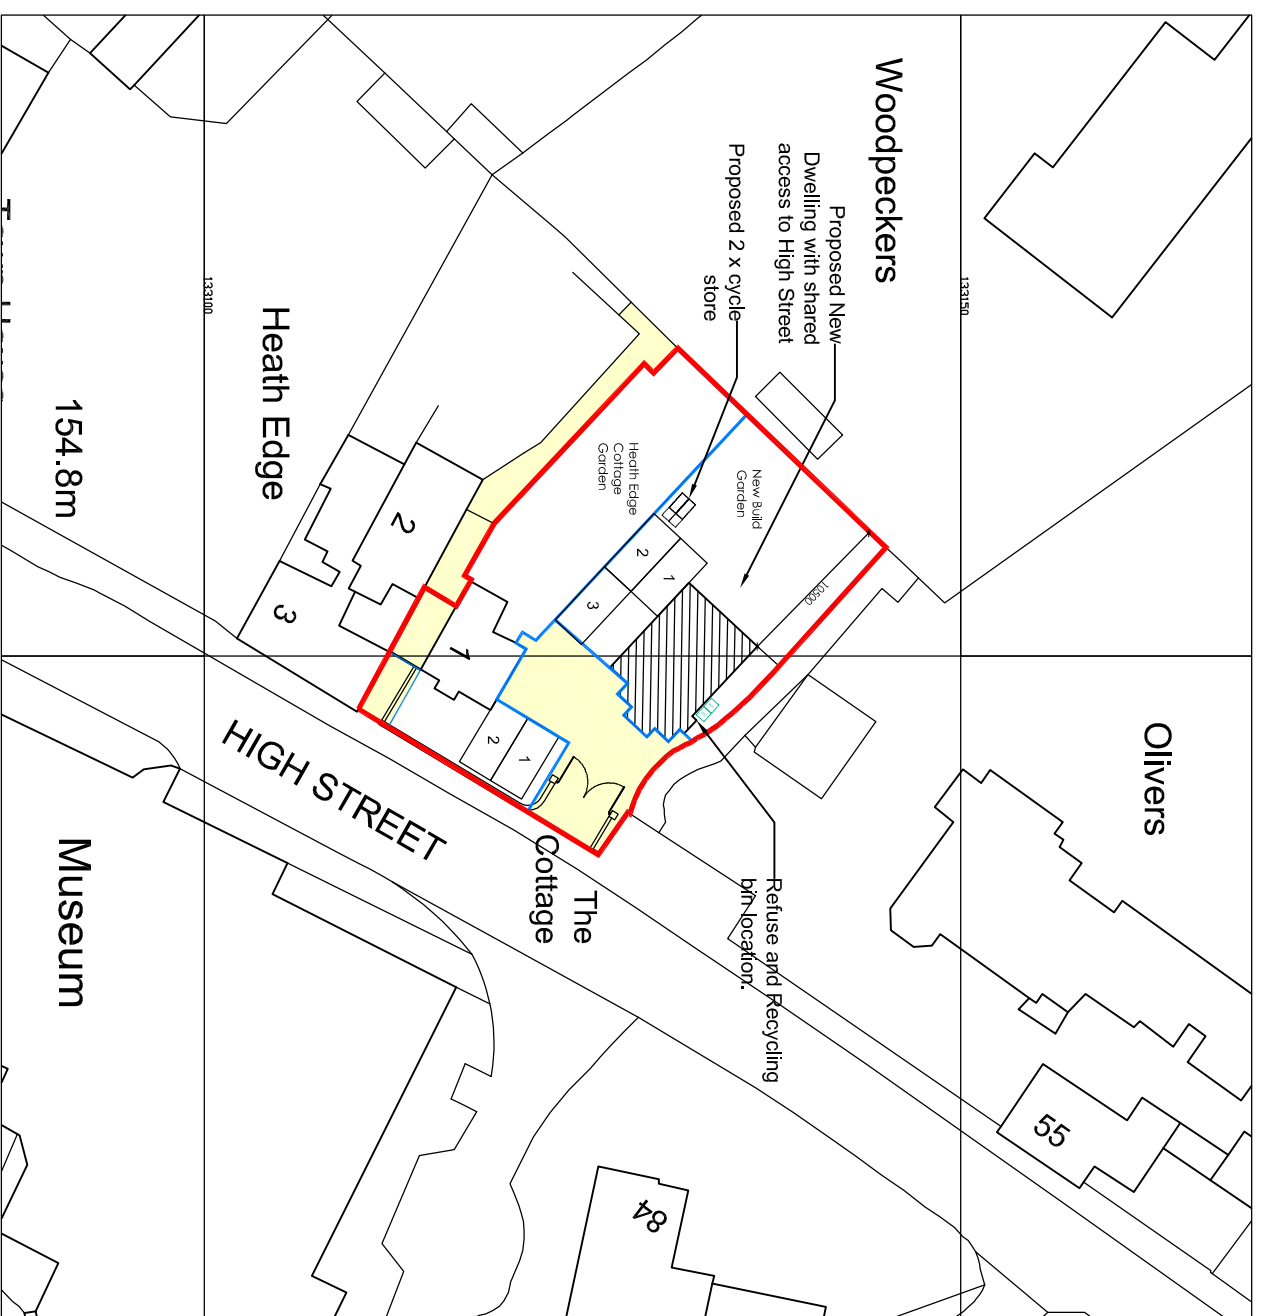 Woodpeckers
Proposed New
Dwelling with shared
access to High Street
Proposed 2 x cycle
store
133150
133100
Heath Edge
154.8m
Heath Edge
Cottage
Garden
New Build
Garden
10500
2
1
3
2
3
1
2
1
Olivers
HIGH STREET
The
Cottage
Refuse and Recycling
bin location.
Museum
55
84